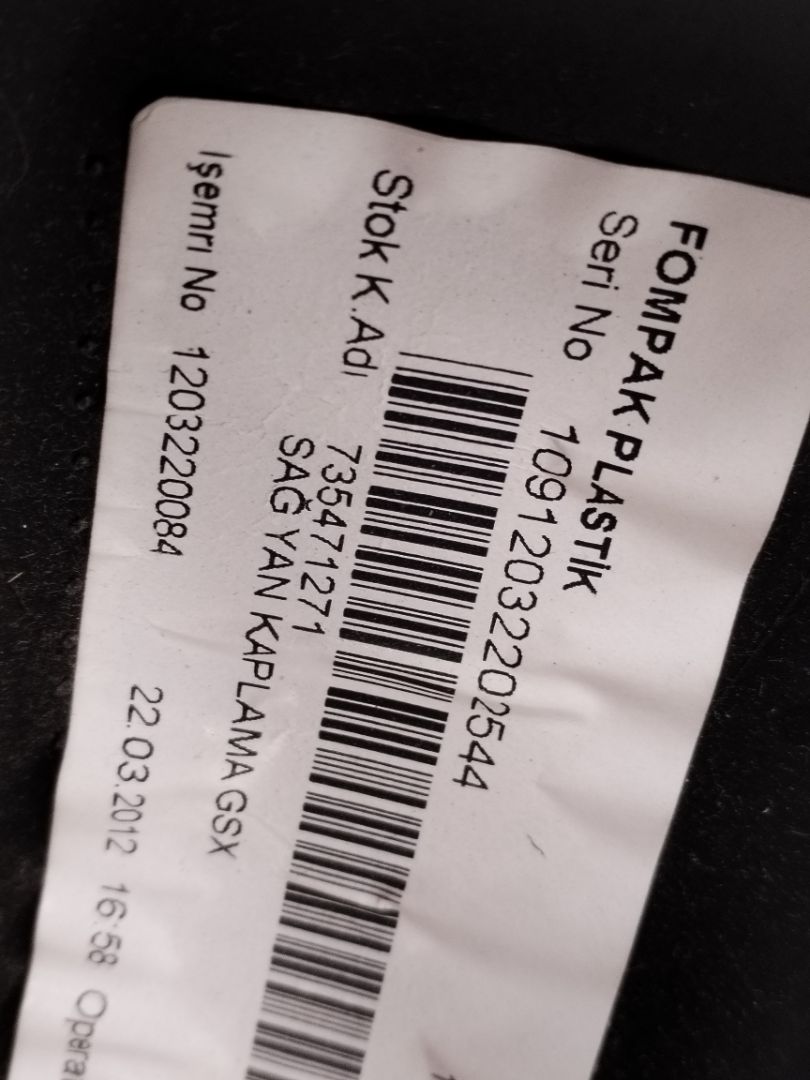 FOMPAK PLASTİK
Seri No 10912032202544
Stok K.Adı 735471271
SAĞ YAN KAPLAMA GSX
İşemri No 1203220084 22.03.2012 16:58